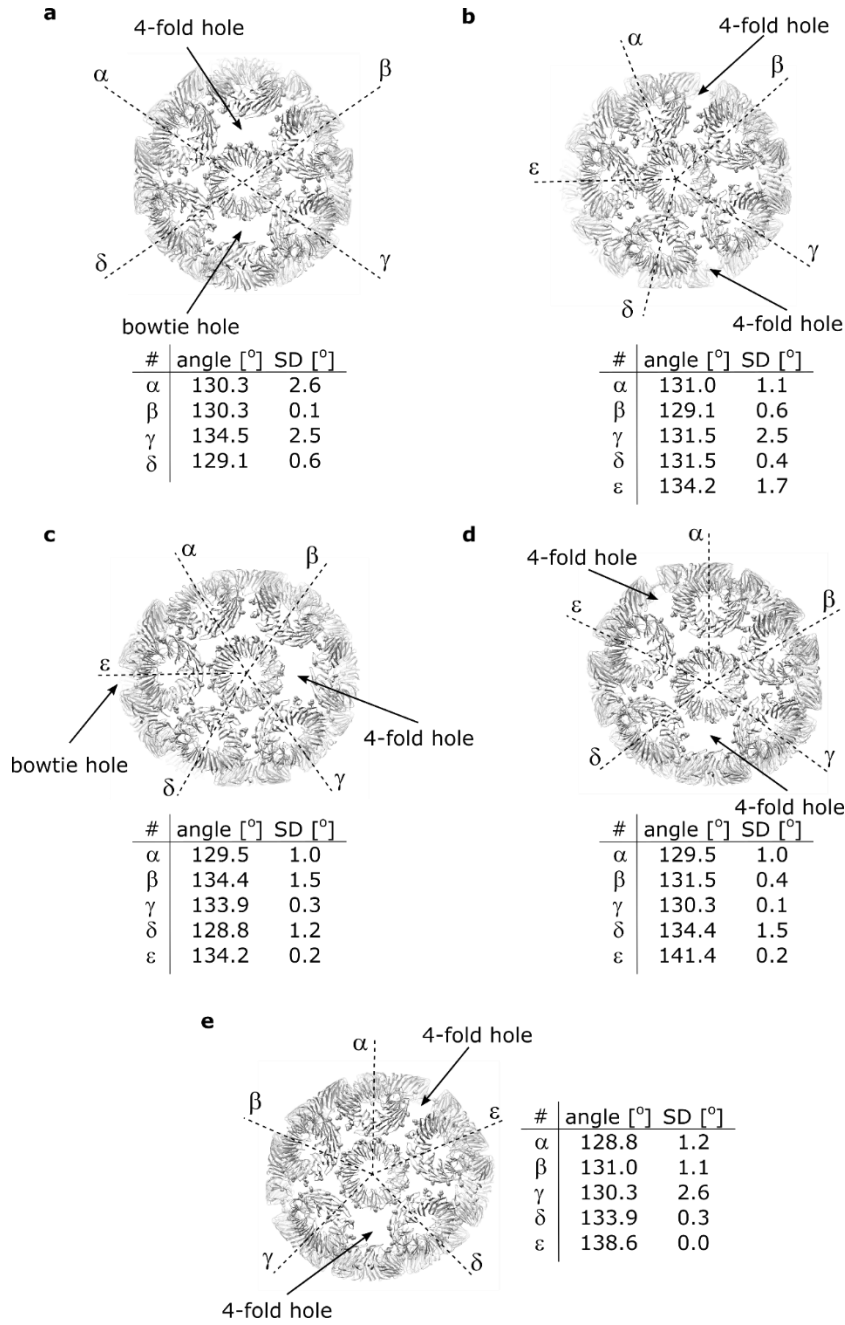 a
4-fold hole
α
β
δ
γ
bowtie hole
# angle [°] SD [°]
α 130.3 2.6
β 130.3 0.1
γ 134.5 2.5
δ 129.1 0.6
b
4-fold hole
α
β
ε
γ
δ
4-fold hole
# angle [°] SD [°]
α 131.0 1.1
β 129.1 0.6
γ 131.5 2.5
δ 131.5 0.4
ε 134.2 1.7
c
α
β
ε
4-fold hole
bowtie hole
δ
γ
# angle [°] SD [°]
α 129.5 1.0
β 134.4 1.5
γ 133.9 0.3
δ 128.8 1.2
ε 134.2 0.2
d
α
4-fold hole
β
ε
δ
γ
4-fold hole
# angle [°] SD [°]
α 129.5 1.0
β 131.5 0.4
γ 130.3 0.1
δ 134.4 1.5
ε 141.4 0.2
e
4-fold hole
α
β
ε
γ
δ
4-fold hole
# angle [°] SD [°]
α 128.8 1.2
β 131.0 1.1
γ 130.3 2.6
δ 133.9 0.3
ε 138.6 0.0